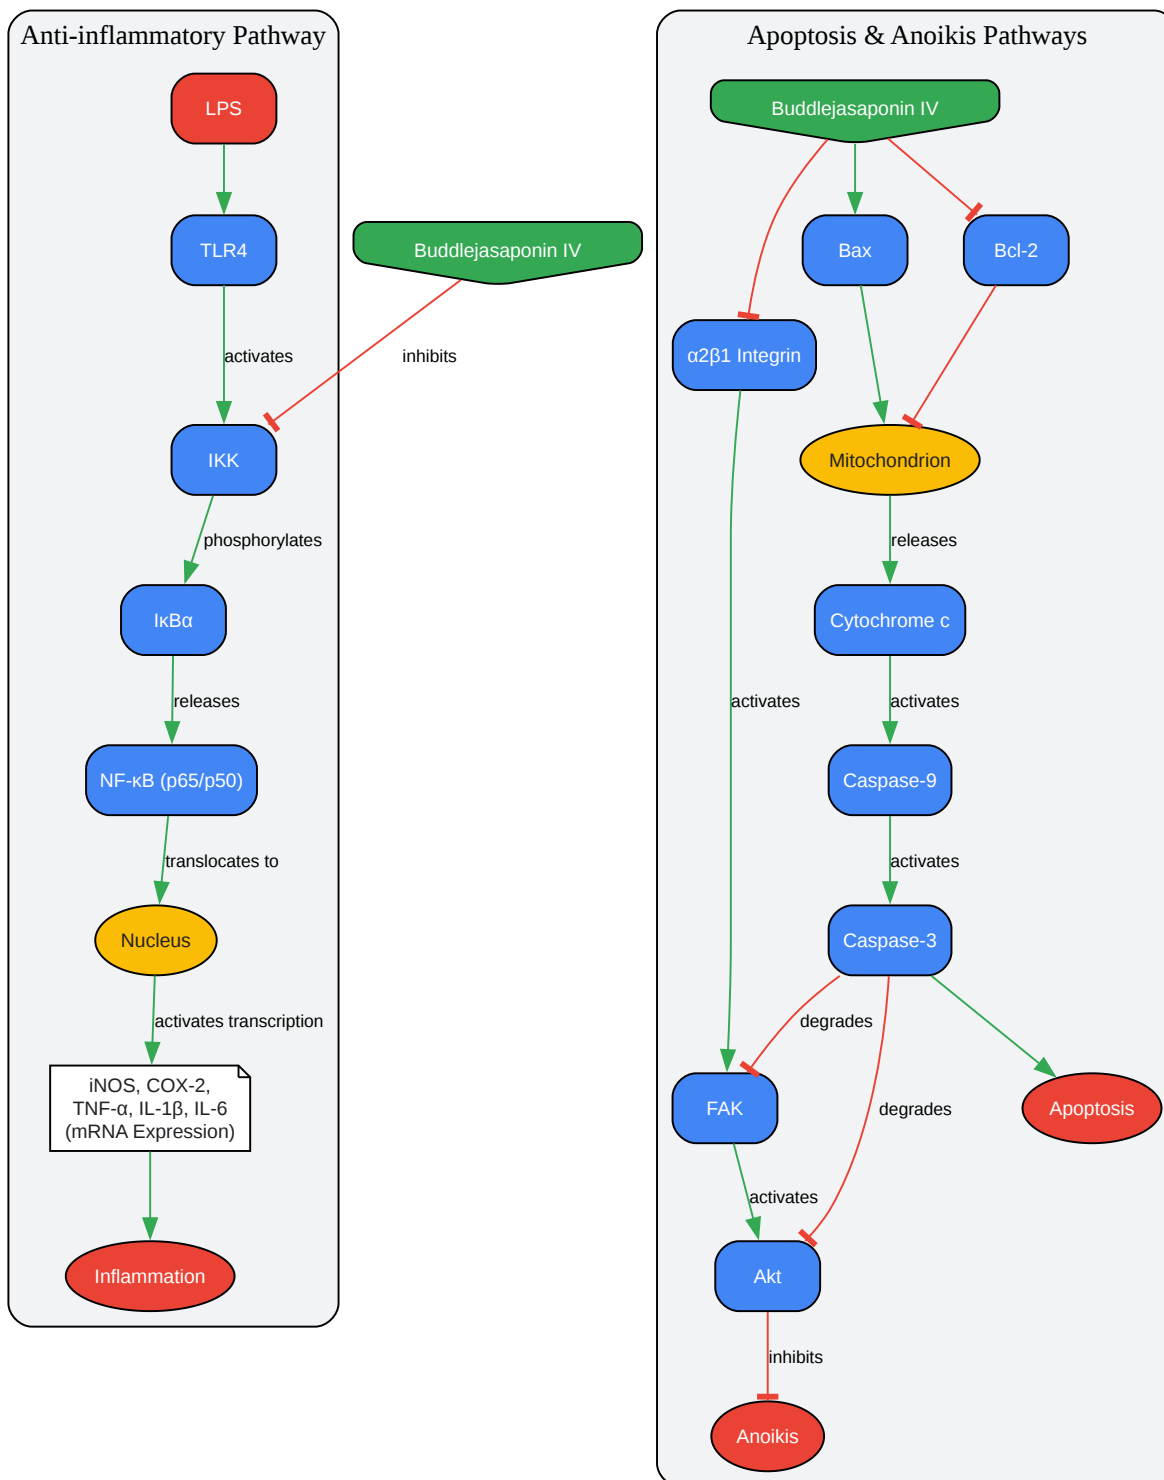 Anti-inflammatory Pathway
LPS
TLR4
activates
IKK
phosphorylates
IκBα
releases
NF-κB (p65/p50)
translocates to
Nucleus
activates transcription
iNOS, COX-2,
TNF-α, IL-1β, IL-6
(mRNA Expression)
Inflammation
Buddlejasaponin IV
inhibits
Apoptosis & Anoikis Pathways
Buddlejasaponin IV
Bax
Bcl-2
α2β1 Integrin
Mitochondrion
releases
Cytochrome c
activates
activates
Caspase-9
activates
Caspase-3
degrades
FAK
degrades
Apoptosis
activates
Akt
inhibits
Anoikis